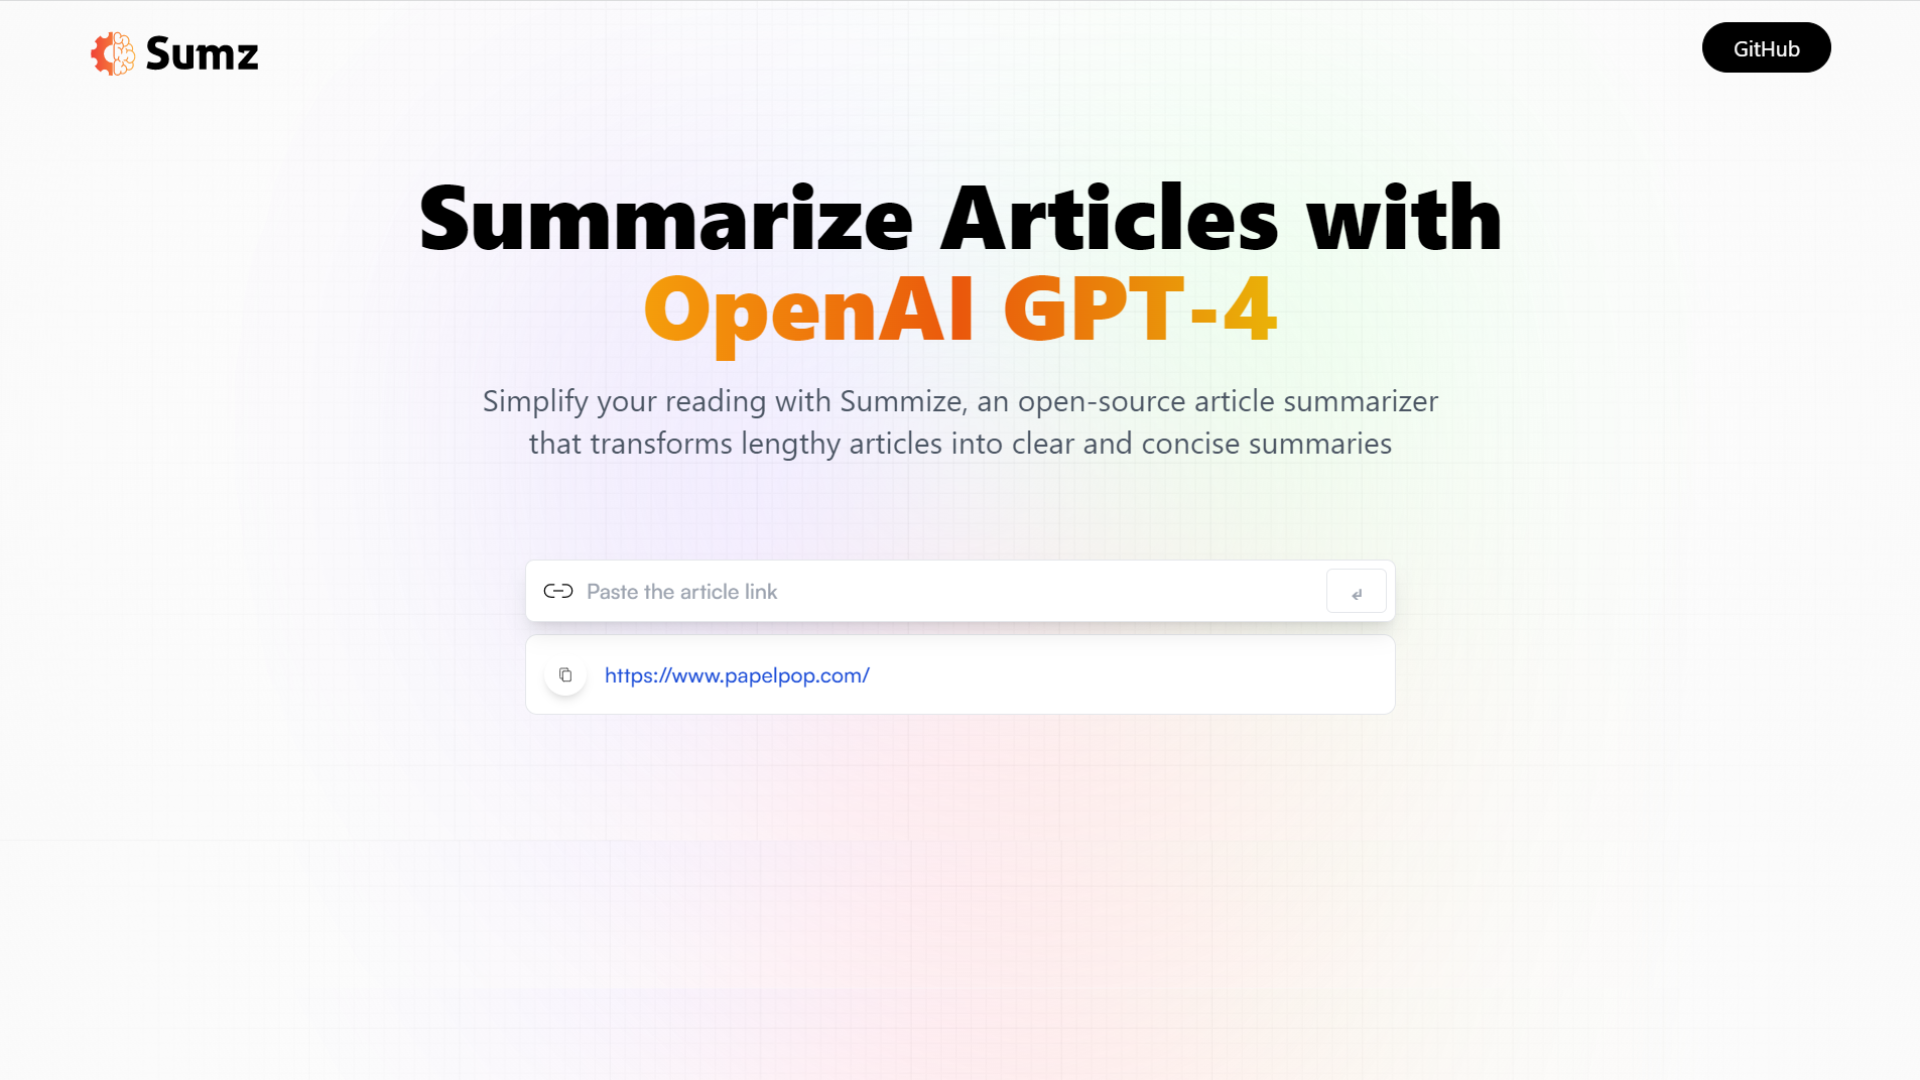 Sumz
GitHub
Summarize Articles with
OpenAI GPT-4
Simplify your reading with Summize, an open-source article summarizer
that transforms lengthy articles into clear and concise summaries
Paste the article link
↵
https://www.papelpop.com/